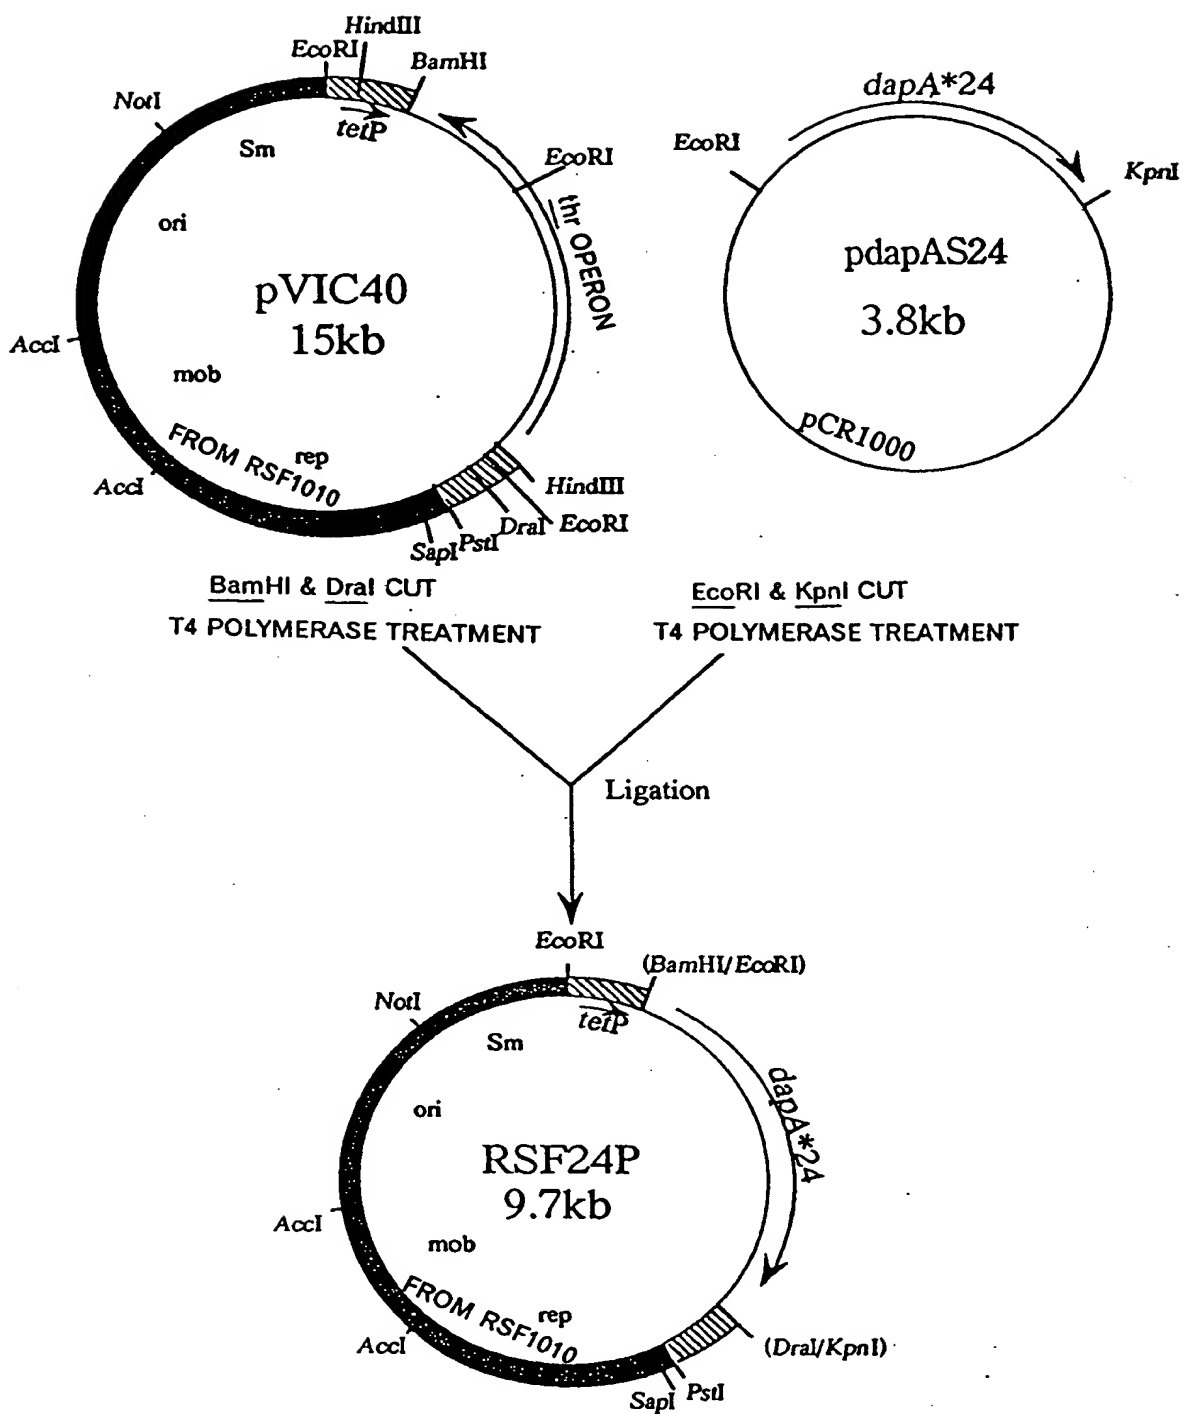 HindIII
EcoRI
BamHI
NotI
tetP
Sm
EcoRI
thr OPERON
ori
pVIC40
15kb
AccI
mob
FROM RSF1010
rep
AccI
HindIII
EcoRI
DraI
PstI
SapI
dapA*24
EcoRI
KpnI
pdapAS24
3.8kb
pCR1000
BamHI & DraI CUT
T4 POLYMERASE TREATMENT
EcoRI & KpnI CUT
T4 POLYMERASE TREATMENT
Ligation
EcoRI
(BamHI/EcoRI)
NotI
tetP
Sm
dapA*24
ori
RSF24P
9.7kb
AccI
mob
FROM RSF1010
rep
AccI
(DraI/KpnI)
PstI
SapI